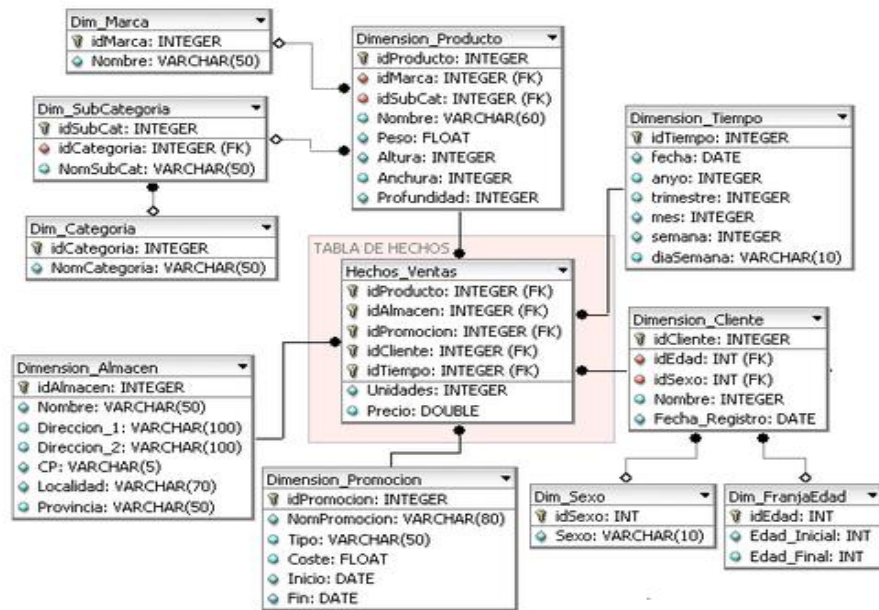 Dim_Marca
idMarca: INTEGER
Nombre: VARCHAR(50)
Dimension_Producto
idProducto: INTEGER
idMarca: INTEGER (FK)
idSubCat: INTEGER (FK)
Nombre: VARCHAR(60)
Peso: FLOAT
Altura: INTEGER
Anchura: INTEGER
Profundidad: INTEGER
Dim_SubCategoria
idSubCat: INTEGER
idCategoria: INTEGER (FK)
NomSubCat: VARCHAR(50)
Dimension_Tiempo
idTiempo: INTEGER
fecha: DATE
anyo: INTEGER
trimestre: INTEGER
mes: INTEGER
semana: INTEGER
diaSemana: VARCHAR(10)
Dim_Categoria
idCategoria: INTEGER
NomCategoria: VARCHAR(50)
TABLA DE HECHOS
Hechos_Ventas
idProducto: INTEGER (FK)
idAlmacen: INTEGER (FK)
idPromocion: INTEGER (FK)
idCliente: INTEGER (FK)
idTiempo: INTEGER (FK)
Unidades: INTEGER
Precio: DOUBLE
Dimension_Cliente
idCliente: INTEGER
idEdad: INT (FK)
idSexo: INT (FK)
Nombre: INTEGER
Fecha_Registro: DATE
Dimension_Almacen
idAlmacen: INTEGER
Nombre: VARCHAR(50)
Direccion_1: VARCHAR(100)
Direccion_2: VARCHAR(100)
CP: VARCHAR(5)
Localidad: VARCHAR(70)
Provincia: VARCHAR(50)
Dimension_Promocion
idPromocion: INTEGER
NomPromocion: VARCHAR(80)
Tipo: VARCHAR(50)
Coste: FLOAT
Inicio: DATE
Fin: DATE
Dim_Sexo
idSexo: INT
Sexo: VARCHAR(10)
Dim_FranjaEdad
idEdad: INT
Edad_Inicial: INT
Edad_Final: INT